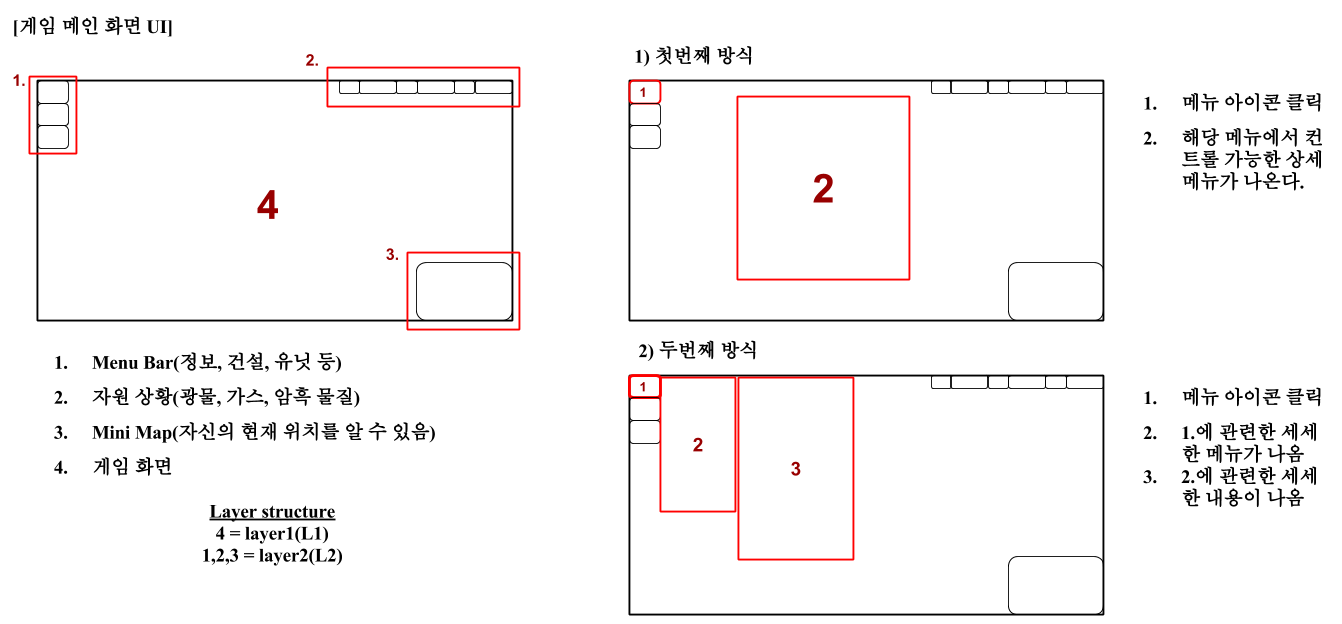 [게임 메인 화면 UI]
1.
2.
4
3.
1. Menu Bar(정보, 건설, 유닛 등)
2. 자원 상황(광물, 가스, 암흑 물질)
3. Mini Map(자신의 현재 위치를 알 수 있음)
4. 게임 화면
Layer structure
4 = layer1(L1)
1,2,3 = layer2(L2)
1) 첫번째 방식
1
2
1. 메뉴 아이콘 클릭
2. 해당 메뉴에서 컨
트롤 가능한 상세
메뉴가 나온다.
2) 두번째 방식
1
2
3
1. 메뉴 아이콘 클릭
2. 1.에 관련한 세세
한 메뉴가 나옴
3. 2.에 관련한 세세
한 내용이 나옴